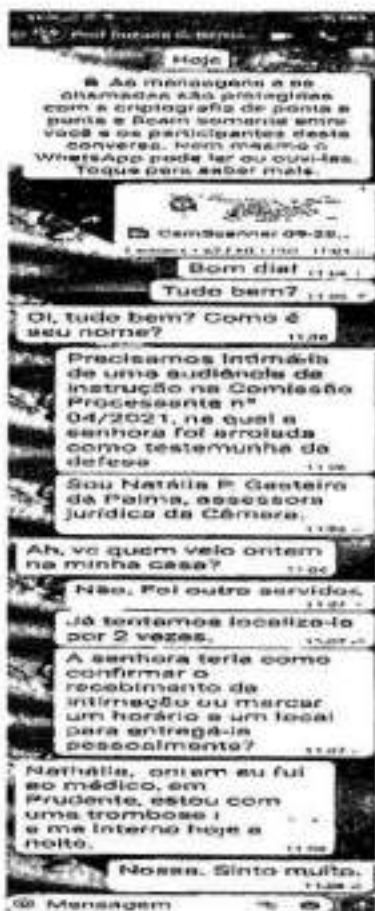 Hoje
As mensagens e as
chamadas são protegidas
com a criptografia de ponta a
ponta e ficam somente entre
você e os participantes desta
conversa. Nem mesmo o
WhatsApp pode ler ou ouvi-las.
Toque para saber mais.
CamScanner 09-28...
Bom dia!
Tudo bem?
Oi, tudo bem? Como é
seu nome?
Precisamos intimá-la
de uma audiência de
instrução na Comissão
Processante nº
04/2021, na qual a
senhora foi arrolada
como testemunha da
defesa
Sou Natália P. Gasteiro
da Palma, assessora
jurídica da Câmara.
Ah, vc quem veio ontem
na minha casa?
Não. Foi outro servidor.
Já tentamos localiza-la
por 2 vezes.
A senhora teria como
confirmar o
recebimento da
intimação ou marcar
um horário e um local
para entregá-la
pessoalmente?
Nathália, ontem eu fui
ao médico, em
Prudente, estou com
uma trombose
e me interno hoje a
noite.
Nossa. Sinto muito.
Mensagem